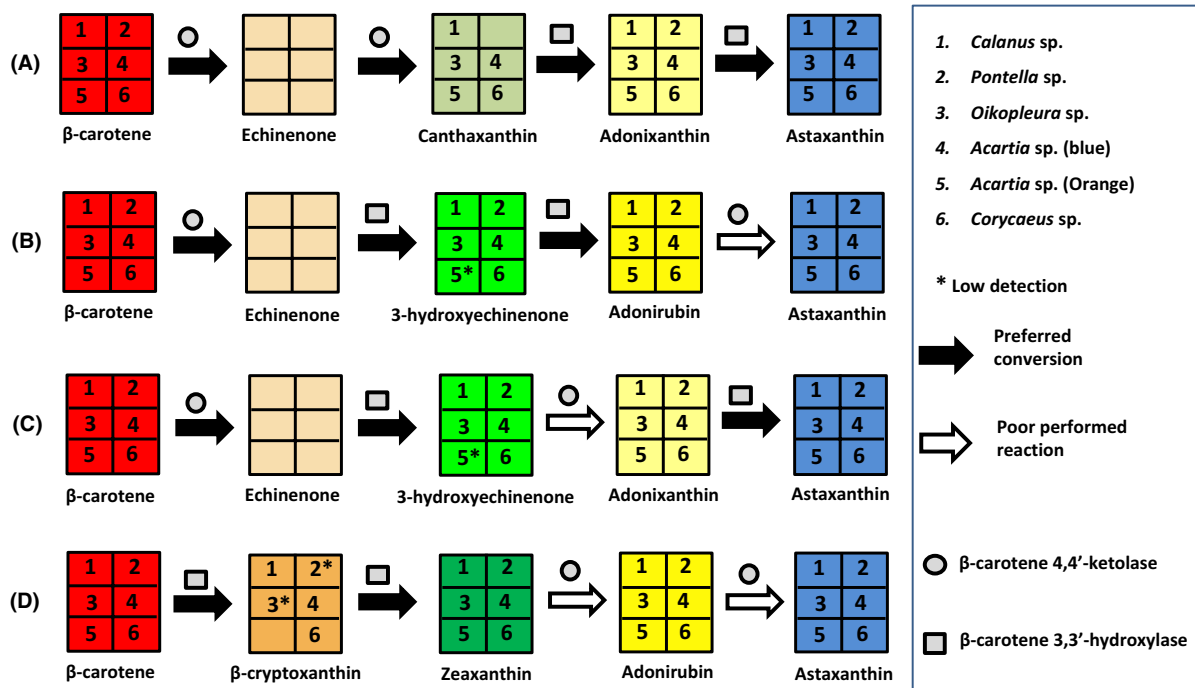 (A)
1 2
3 4
5 6
β-carotene
Echinenone
1
3 4
5 6
Canthaxanthin
1 2
3 4
5 6
Adonixanthin
1 2
3 4
5 6
Astaxanthin
(B)
1 2
3 4
5 6
β-carotene
Echinenone
1 2
3 4
5* 6
3-hydroxyechinenone
1 2
3 4
5 6
Adonirubin
1 2
3 4
5 6
Astaxanthin
(C)
1 2
3 4
5 6
β-carotene
Echinenone
1 2
3 4
5* 6
3-hydroxyechinenone
1 2
3 4
5 6
Adonixanthin
1 2
3 4
5 6
Astaxanthin
(D)
1 2
3 4
5 6
β-carotene
1 2*
3* 4
6
β-cryptoxanthin
1 2
3 4
5 6
Zeaxanthin
1 2
3 4
5 6
Adonirubin
1 2
3 4
5 6
Astaxanthin
1. Calanus sp.
2. Pontella sp.
3. Oikopleura sp.
4. Acartia sp. (blue)
5. Acartia sp. (Orange)
6. Corycaeus sp.
* Low detection
Preferred
conversion
Poor performed
reaction
β-carotene 4,4’-ketolase
β-carotene 3,3’-hydroxylase